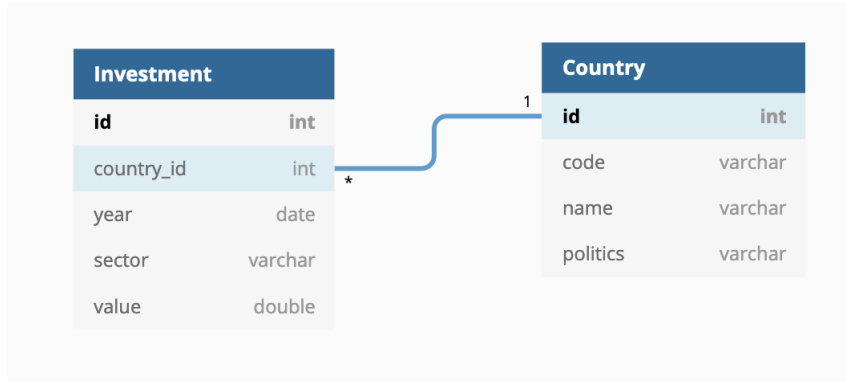 Investment
id int
country_id int
year date
sector varchar
value double
*
1
Country
id int
code varchar
name varchar
politics varchar